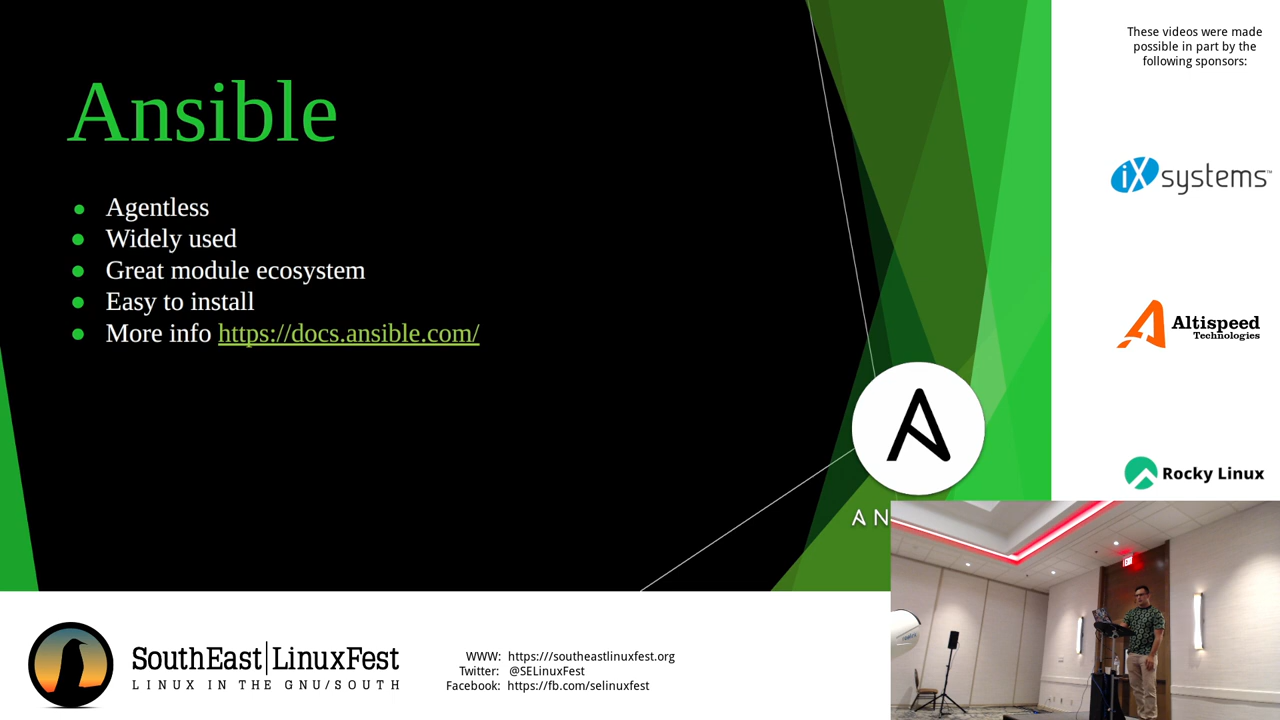 Ansible
Agentless
Widely used
Great module ecosystem
Easy to install
More info https://docs.ansible.com/
AN
These videos were made
possible in part by the
following sponsors:
iXsystems™
Altispeed
Technologies
Rocky Linux
EXIT
SouthEast|LinuxFest
LINUX IN THE GNU/SOUTH
WWW: https:///southeastlinuxfest.org
Twitter: @SELinuxFest
Facebook: https://fb.com/selinuxfest